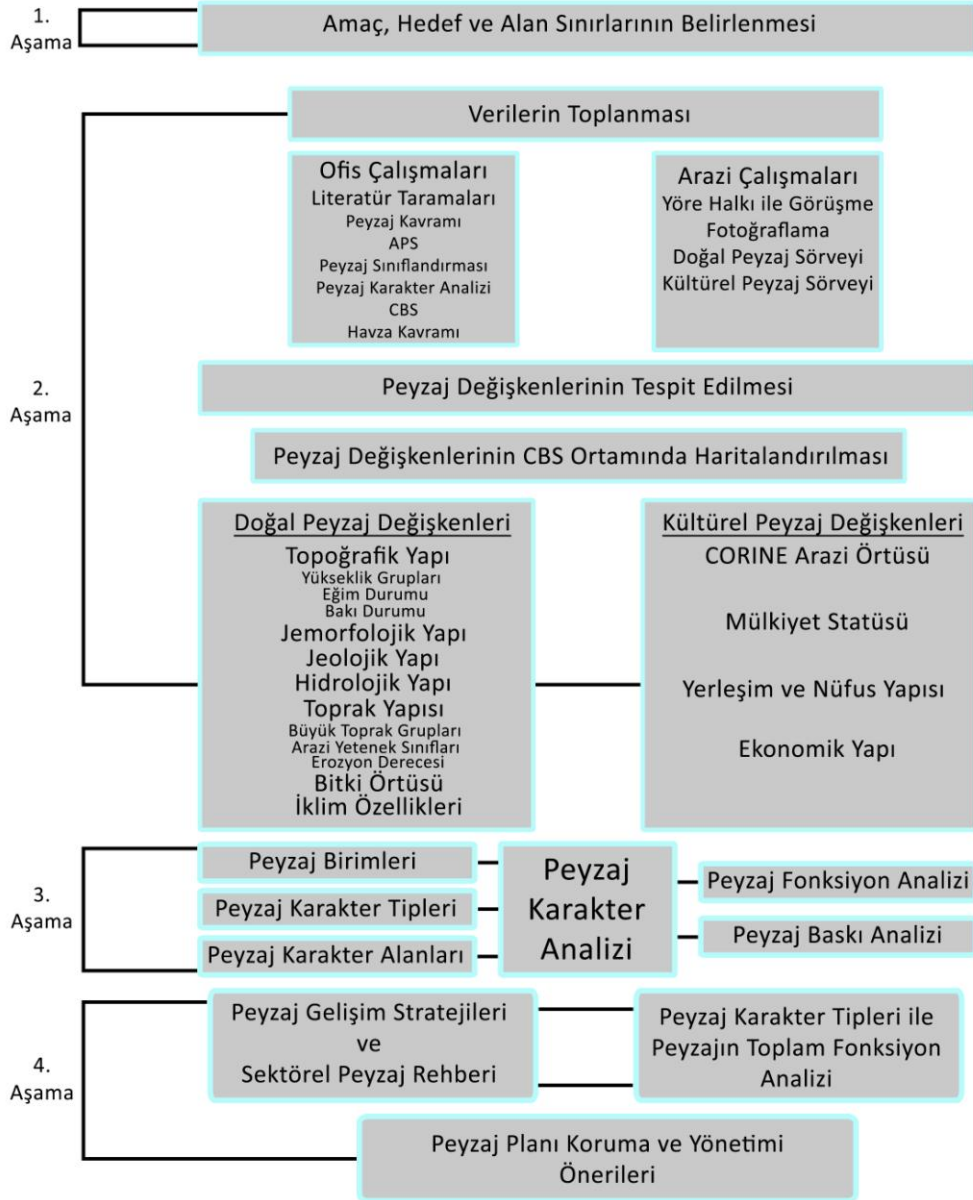 1.
Aşama
Amaç, Hedef ve Alan Sınırlarının Belirlenmesi
2.
Aşama
Verilerin Toplanması
Ofis Çalışmaları
Literatür Taramaları
Peyzaj Kavramı
APS
Peyzaj Sınıflandırması
Peyzaj Karakter Analizi
CBS
Havza Kavramı
Arazi Çalışmaları
Yöre Halkı ile Görüşme
Fotoğraflama
Doğal Peyzaj Sörveyi
Kültürel Peyzaj Sörveyi
Peyzaj Değişkenlerinin Tespit Edilmesi
Peyzaj Değişkenlerinin CBS Ortamında Haritalandırılması
Doğal Peyzaj Değişkenleri
Topoğrafik Yapı
Yükseklik Grupları
Eğim Durumu
Bakı Durumu
Jemorfolojik Yapı
Jeolojik Yapı
Hidrolojik Yapı
Toprak Yapısı
Büyük Toprak Grupları
Arazi Yetenek Sınıfları
Erozyon Derecesi
Bitki Örtüsü
İklim Özellikleri
Kültürel Peyzaj Değişkenleri
CORINE Arazi Örtüsü
Mülkiyet Statüsü
Yerleşim ve Nüfus Yapısı
Ekonomik Yapı
3.
Aşama
Peyzaj Birimleri
Peyzaj Karakter Tipleri
Peyzaj Karakter Alanları
Peyzaj
Karakter
Analizi
Peyzaj Fonksiyon Analizi
Peyzaj Baskı Analizi
4.
Aşama
Peyzaj Gelişim Stratejileri
ve
Sektörel Peyzaj Rehberi
Peyzaj Karakter Tipleri ile
Peyzajın Toplam Fonksiyon
Analizi
Peyzaj Planı Koruma ve Yönetimi
Önerileri